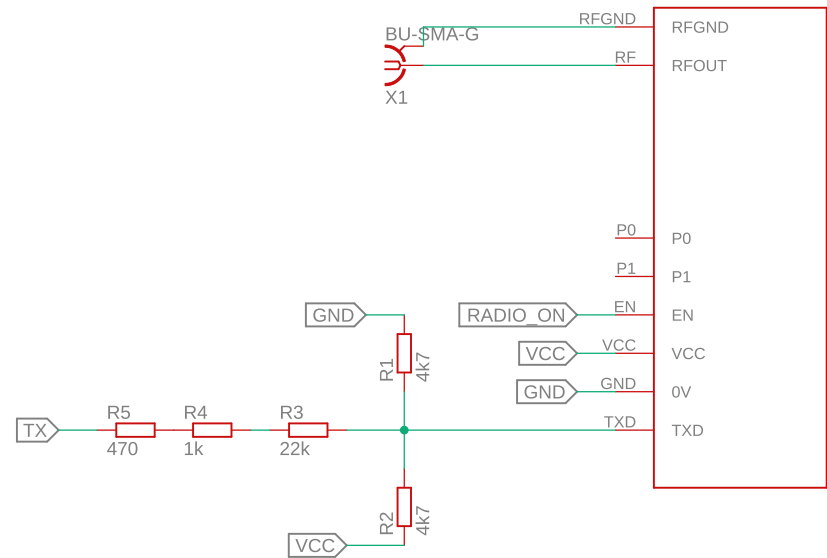 RFGND
RFGND
BU-SMA-G
RF
RFOUT
X1
P0
P0
P1
P1
GND
RADIO_ON
EN
EN
VCC
VCC
VCC
R1
4k7
GND
GND
0V
R5
R4
R3
TXD
TX
TXD
470
1k
22k
R2
4k7
VCC